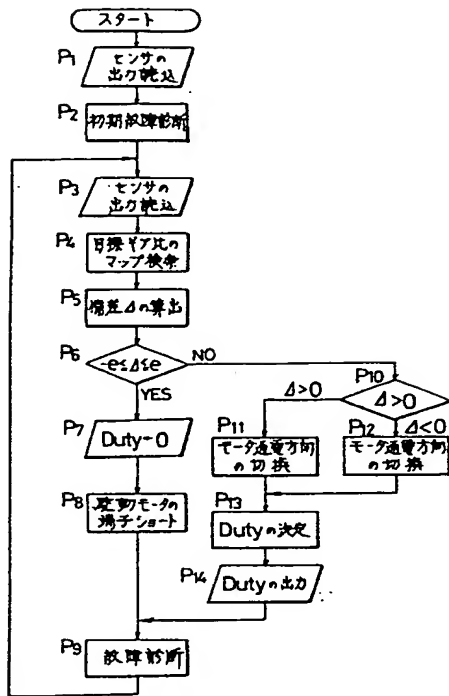 スタート
P1
センサの
出力読込
P2
初期故障診断
P3
センサの
出力読込
P4
目標ギア比の
マップ検索
P5
偏差Δの算出
P6
-e≤Δ≤e
NO
YES
P7
Duty-0
P8
駆動モータの
端子ショート
P9
故障診断
P10
Δ>0
Δ>0
Δ<0
P11
モータ通電方向
の切換
P12
モータ通電方向
の切換
P13
Dutyの決定
P14
Dutyの出力